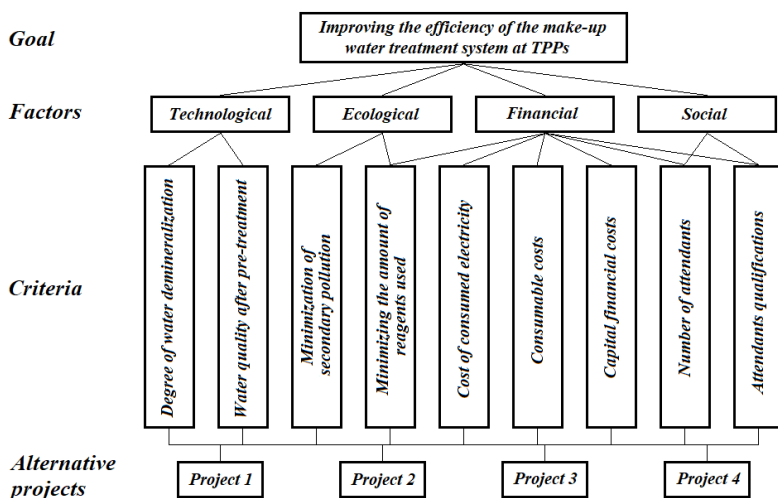 Goal
Improving the efficiency of the make-up
water treatment system at TPPs
Factors
Technological
Ecological
Financial
Social
Criteria
Degree of water demineralization
Water quality after pre-treatment
Minimization of
secondary pollution
Minimizing the amount of
reagents used
Cost of consumed electricity
Consumable costs
Capital financial costs
Number of attendants
Attendants qualifications
Alternative
projects
Project 1
Project 2
Project 3
Project 4